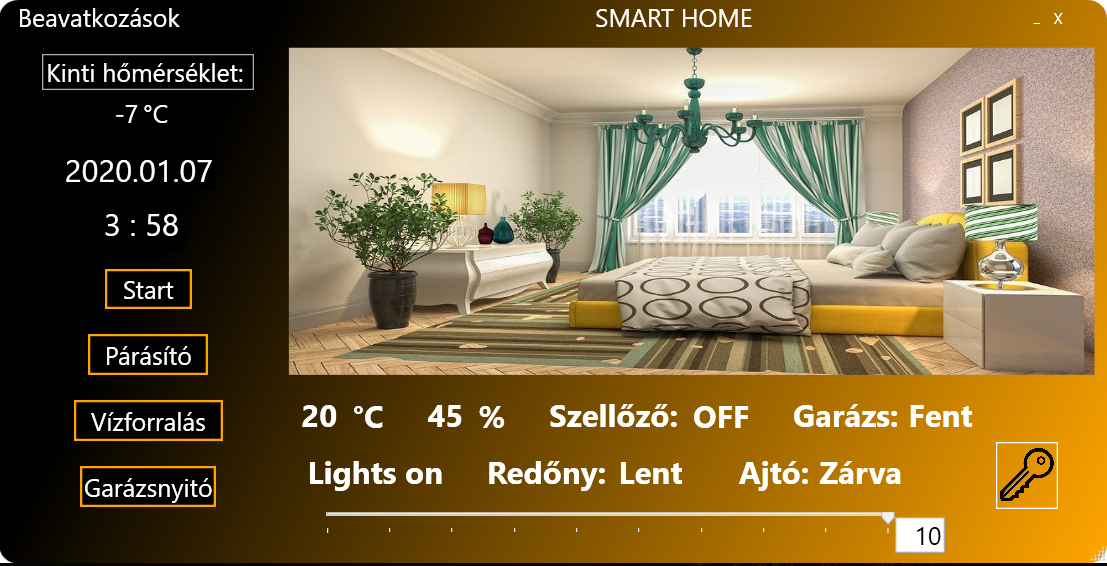 Beavatkozások
SMART HOME
_ X
Kinti hőmérséklet:
-7 °C
2020.01.07
3 : 58
Start
Párásító
Vízforralás
Garázsnyitó
20 °C 45 % Szellőző: OFF Garázs: Fent
Lights on Redőny: Lent Ajtó: Zárva
10